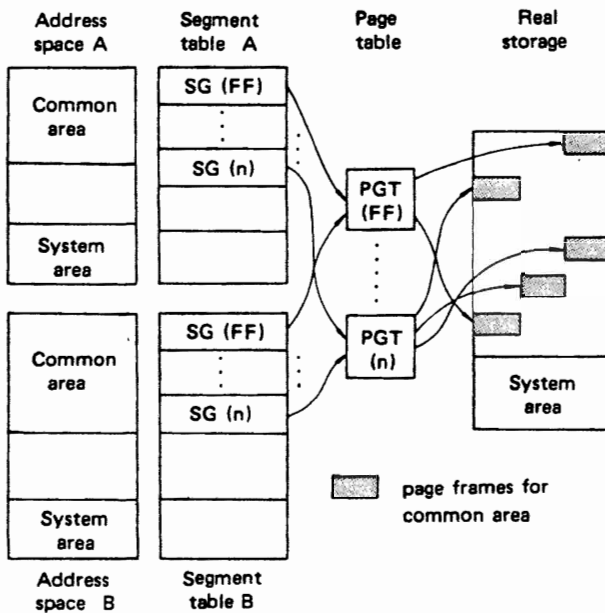 Address
space A
Segment
table A
Page
table
Real
storage
Common
area
System
area
SG (FF)
SG (n)
PGT
(FF)
PGT
(n)
System
area
Common
area
System
area
SG (FF)
SG (n)
page frames for
common area
Address
space B
Segment
table B